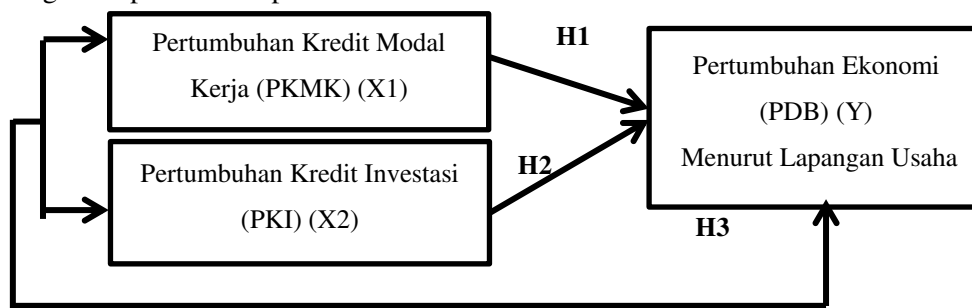 Pertumbuhan Kredit Modal
Kerja (PKMK) (X1)
H1
Pertumbuhan Ekonomi
(PDB) (Y)
Menurut Lapangan Usaha
Pertumbuhan Kredit Investasi
(PKI) (X2)
H2
H3